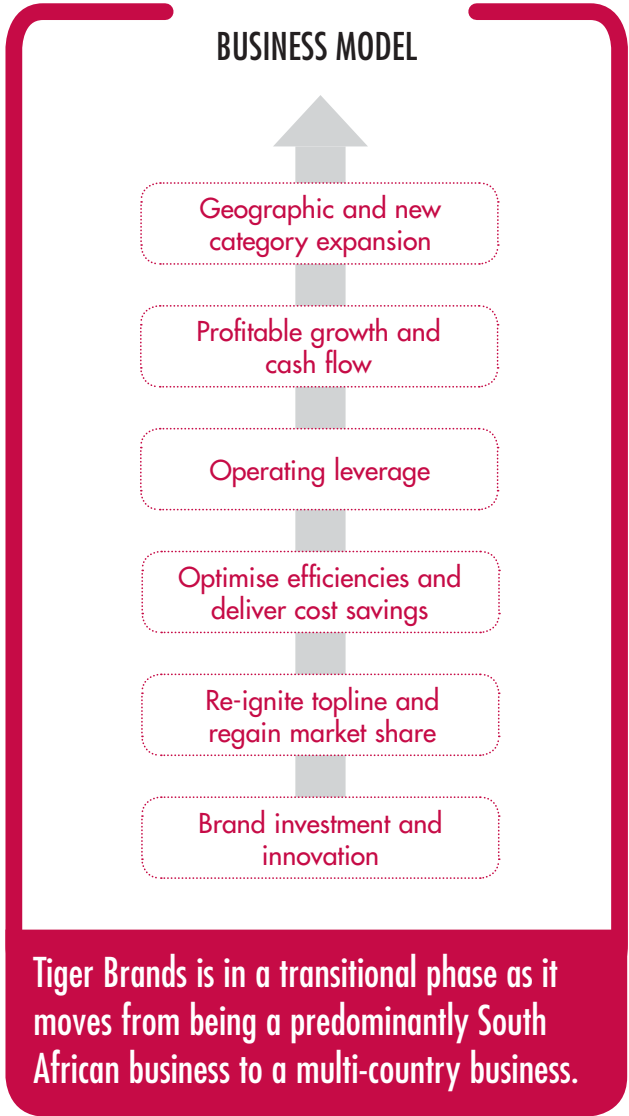 BUSINESS MODEL
Geographic and new
category expansion
Profitable growth and
cash flow
Operating leverage
Optimise efficiencies and
deliver cost savings
Re-ignite topline and
regain market share
Brand investment and
innovation
Tiger Brands is in a transitional phase as it
moves from being a predominantly South
African business to a multi-country business.